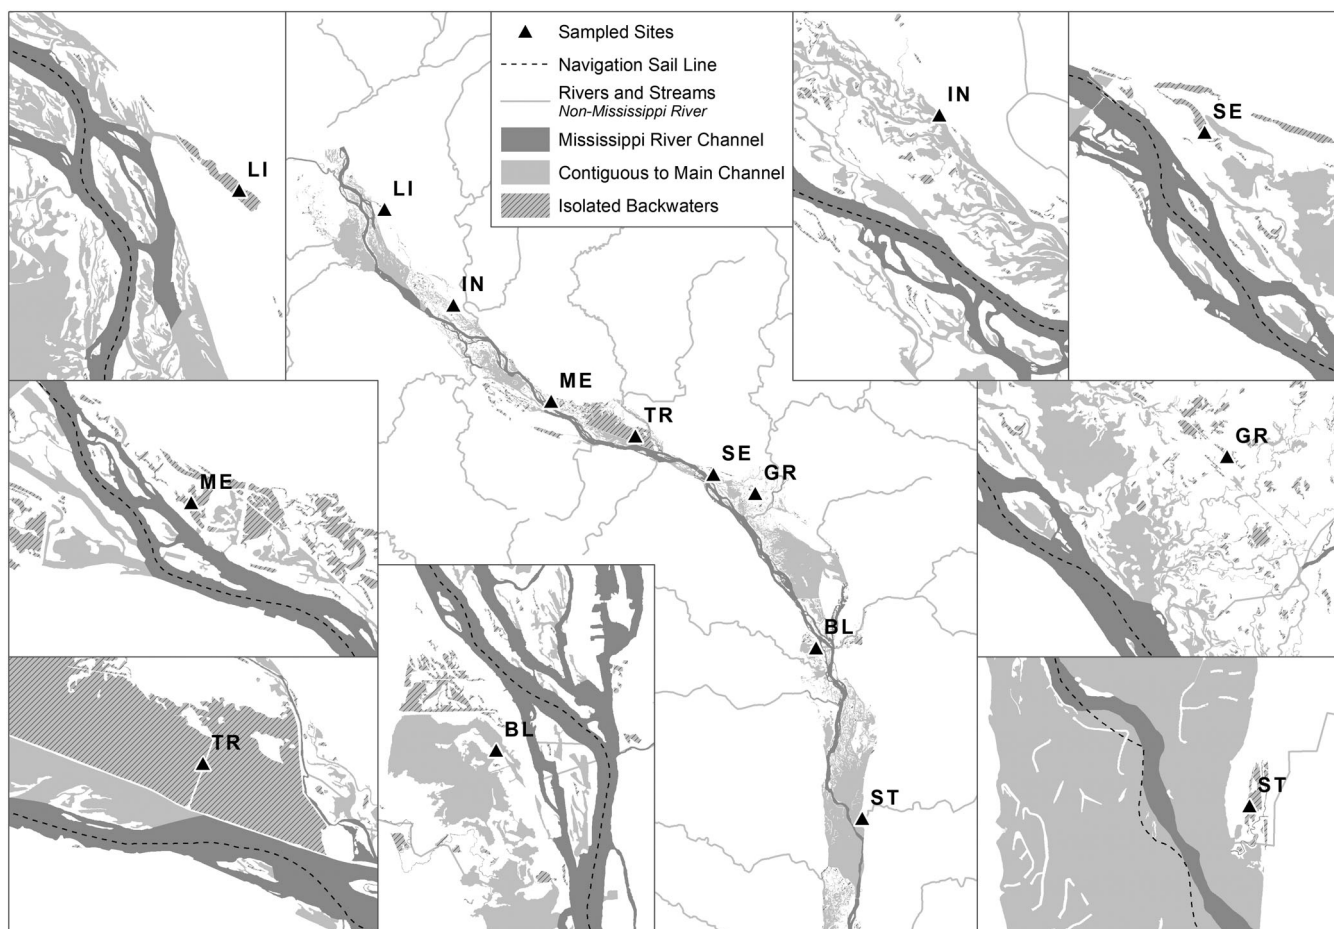 Sampled Sites
Navigation Sail Line
Rivers and Streams
Non-Mississippi River
Mississippi River Channel
Contiguous to Main Channel
Isolated Backwaters
LI
IN
SE
LI
IN
ME
TR
SE
GR
BL
ST
ME
GR
TR
BL
ST